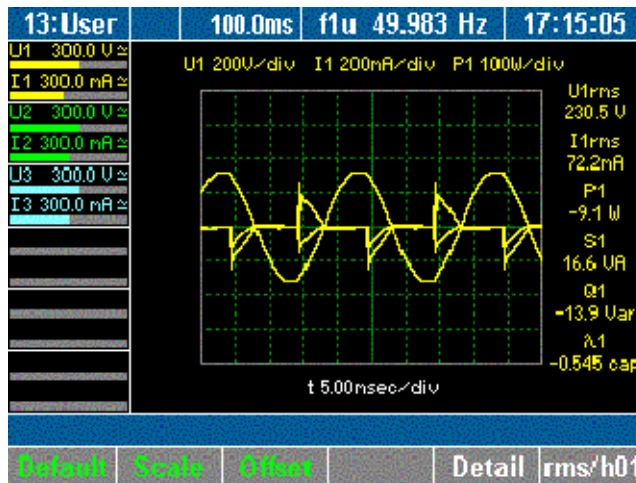 13:User 100.0ms f1u 49.983 Hz 17:15:05
U1 300.0 V ≃
I1 300.0 mA ≃
U2 300.0 V ≃
I2 300.0 mA ≃
U3 300.0 V ≃
I3 300.0 mA ≃
U1 200V/div I1 200mA/div P1 100W/div
U1rms
230.5 V
I1rms
72.2mA
P1
-9.1 W
S1
16.6 VA
Q1
-13.9 Var
λ1
-0.545 cap
t 5.00msec/div
Default Scale Offset Detail rms/h01